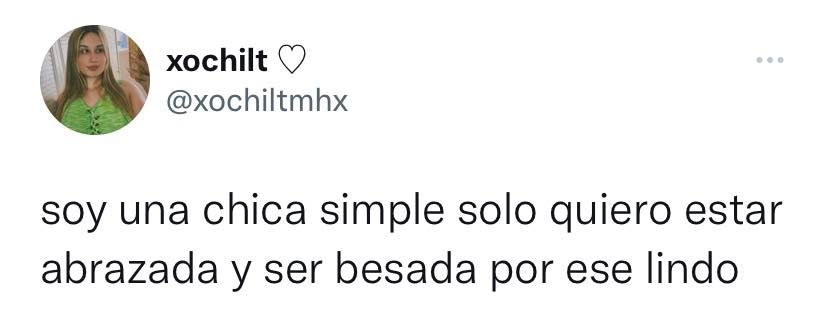 xochilt ♡
@xochiltmhx
soy una chica simple solo quiero estar
abrazada y ser besada por ese lindo